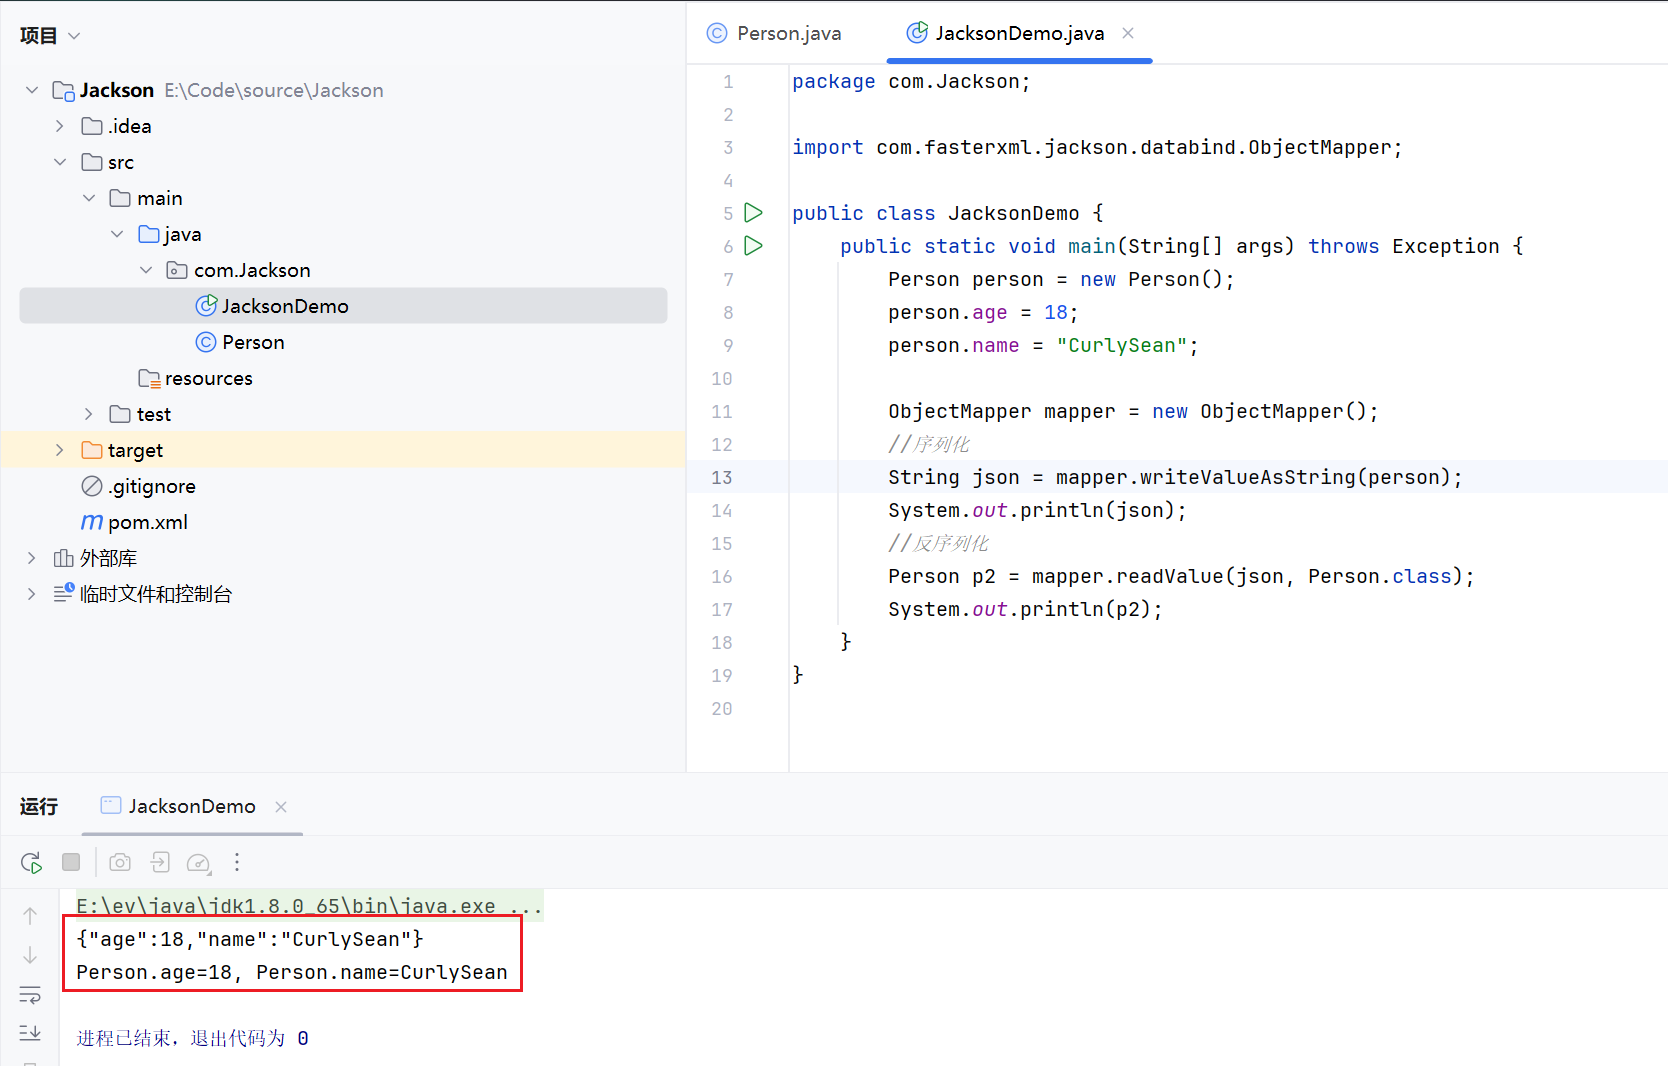 项目
Jackson E:\Code\source\Jackson
.idea
src
main
java
com.Jackson
JacksonDemo
Person
resources
test
target
.gitignore
pom.xml
外部库
临时文件和控制台
Person.java
JacksonDemo.java
1 package com.Jackson;
2
3 import com.fasterxml.jackson.databind.ObjectMapper;
4
5 public class JacksonDemo {
6 public static void main(String[] args) throws Exception {
7 Person person = new Person();
8 person.age = 18;
9 person.name = "CurlySean";
10
11 ObjectMapper mapper = new ObjectMapper();
12 //序列化
13 String json = mapper.writeValueAsString(person);
14 System.out.println(json);
15 //反序列化
16 Person p2 = mapper.readValue(json, Person.class);
17 System.out.println(p2);
18 }
19 }
20
运行 JacksonDemo
E:\ev\java\jdk1.8.0_65\bin\java.exe ...
{"age":18,"name":"CurlySean"}
Person.age=18, Person.name=CurlySean
进程已结束，退出代码为 0